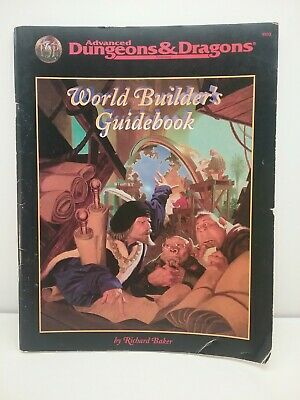 Advanced
Dungeons & Dragons®
World Builder's
Guidebook
by Richard Baker